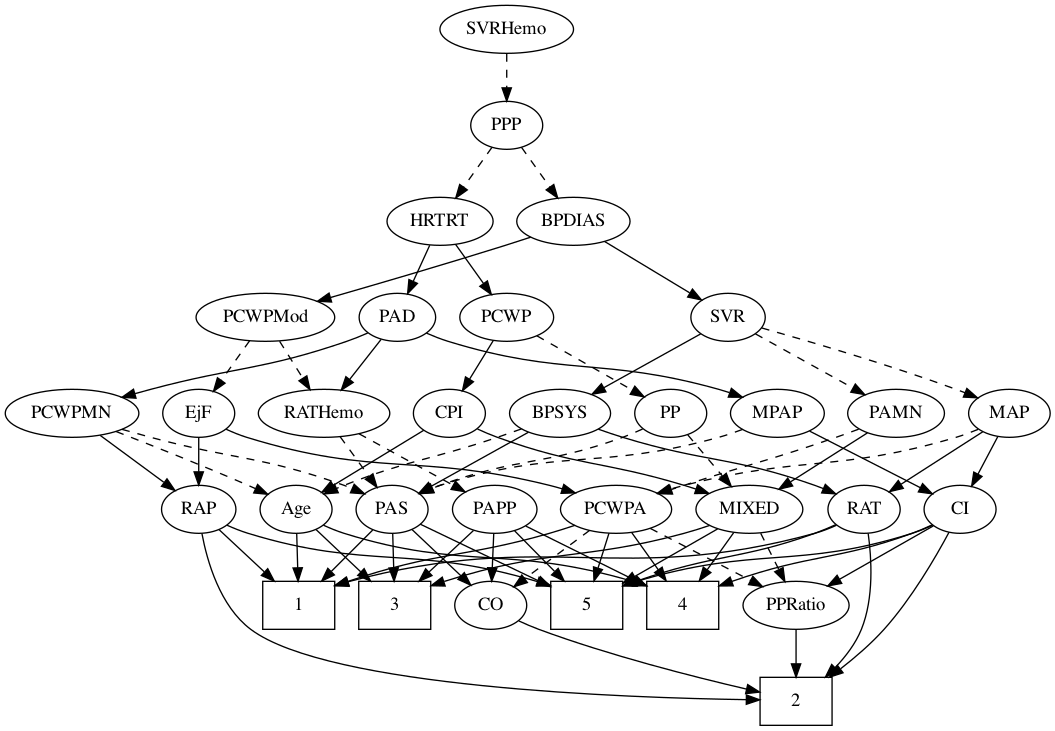 SVRHemo
PPP
HRTRT
BPDIAS
PCWPMod
PAD
PCWP
SVR
PCWPMN
EjF
RATHemo
CPI
BPSYS
PP
MPAP
PAMN
MAP
RAP
Age
PAS
PAPP
PCWPA
MIXED
RAT
CI
1
3
CO
5
4
PPRatio
2